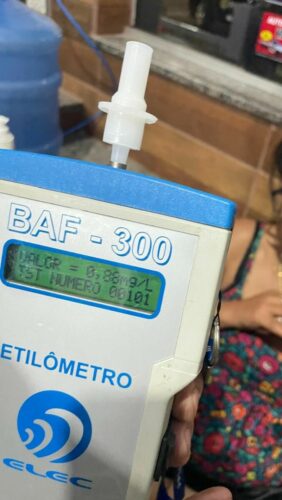 BAF - 300
VALOR = 0,88mg/L
TST NUMERO 00101
ETILÔMETRO
ELEC